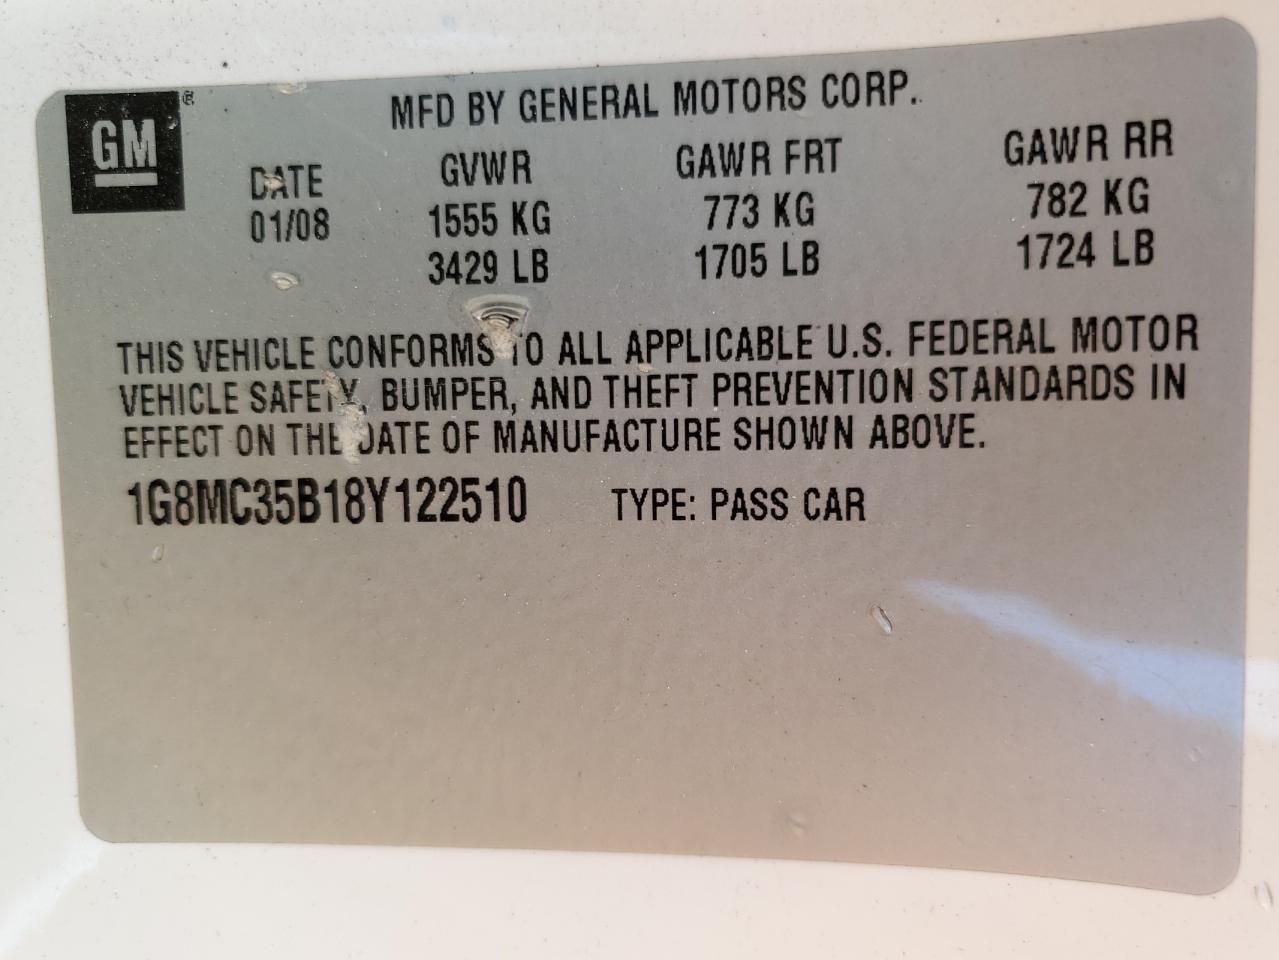 GM®
MFD BY GENERAL MOTORS CORP.
DATE GVWR GAWR FRT GAWR RR
01/08 1555 KG 773 KG 782 KG
3429 LB 1705 LB 1724 LB
THIS VEHICLE CONFORMS TO ALL APPLICABLE U.S. FEDERAL MOTOR
VEHICLE SAFETY, BUMPER, AND THEFT PREVENTION STANDARDS IN
EFFECT ON THE DATE OF MANUFACTURE SHOWN ABOVE.
1G8MC35B18Y122510 TYPE: PASS CAR